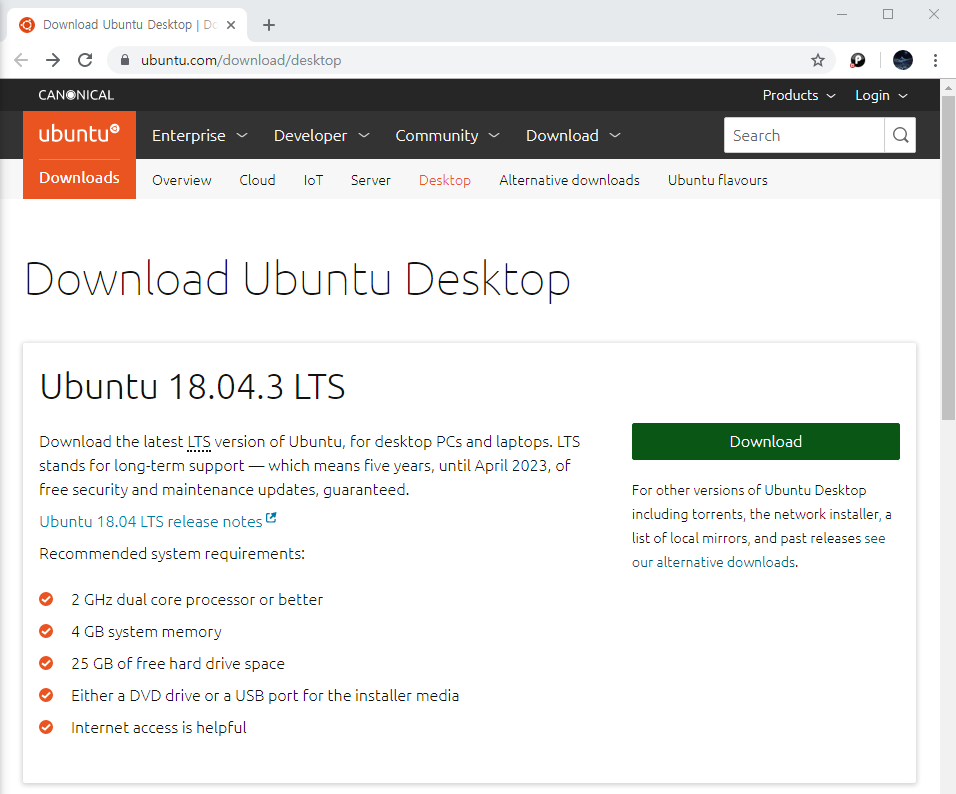 Download Ubuntu Desktop | Do
ubuntu.com/download/desktop
CANONICAL
Products
Login
ubuntu
Enterprise
Developer
Community
Download
Search
Downloads
Overview
Cloud
IoT
Server
Desktop
Alternative downloads
Ubuntu flavours
Download Ubuntu Desktop
Ubuntu 18.04.3 LTS
Download the latest LTS version of Ubuntu, for desktop PCs and laptops. LTS
stands for long-term support — which means five years, until April 2023, of
free security and maintenance updates, guaranteed.
Ubuntu 18.04 LTS release notes
Recommended system requirements:
2 GHz dual core processor or better
4 GB system memory
25 GB of free hard drive space
Either a DVD drive or a USB port for the installer media
Internet access is helpful
Download
For other versions of Ubuntu Desktop
including torrents, the network installer, a
list of local mirrors, and past releases see
our alternative downloads.